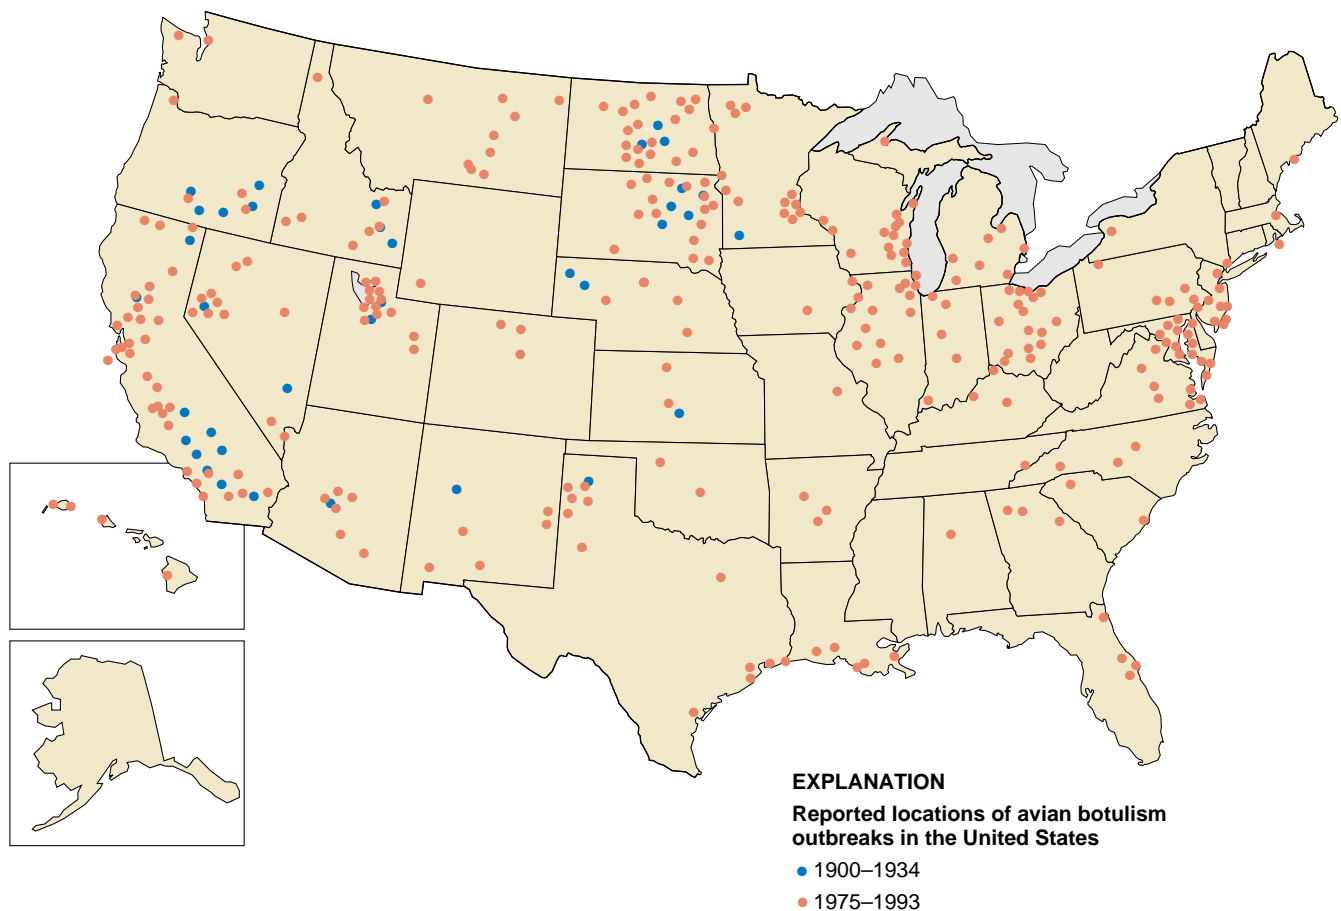 EXPLANATION
Reported locations of avian botulism
outbreaks in the United States
1900–1934
1975–1993